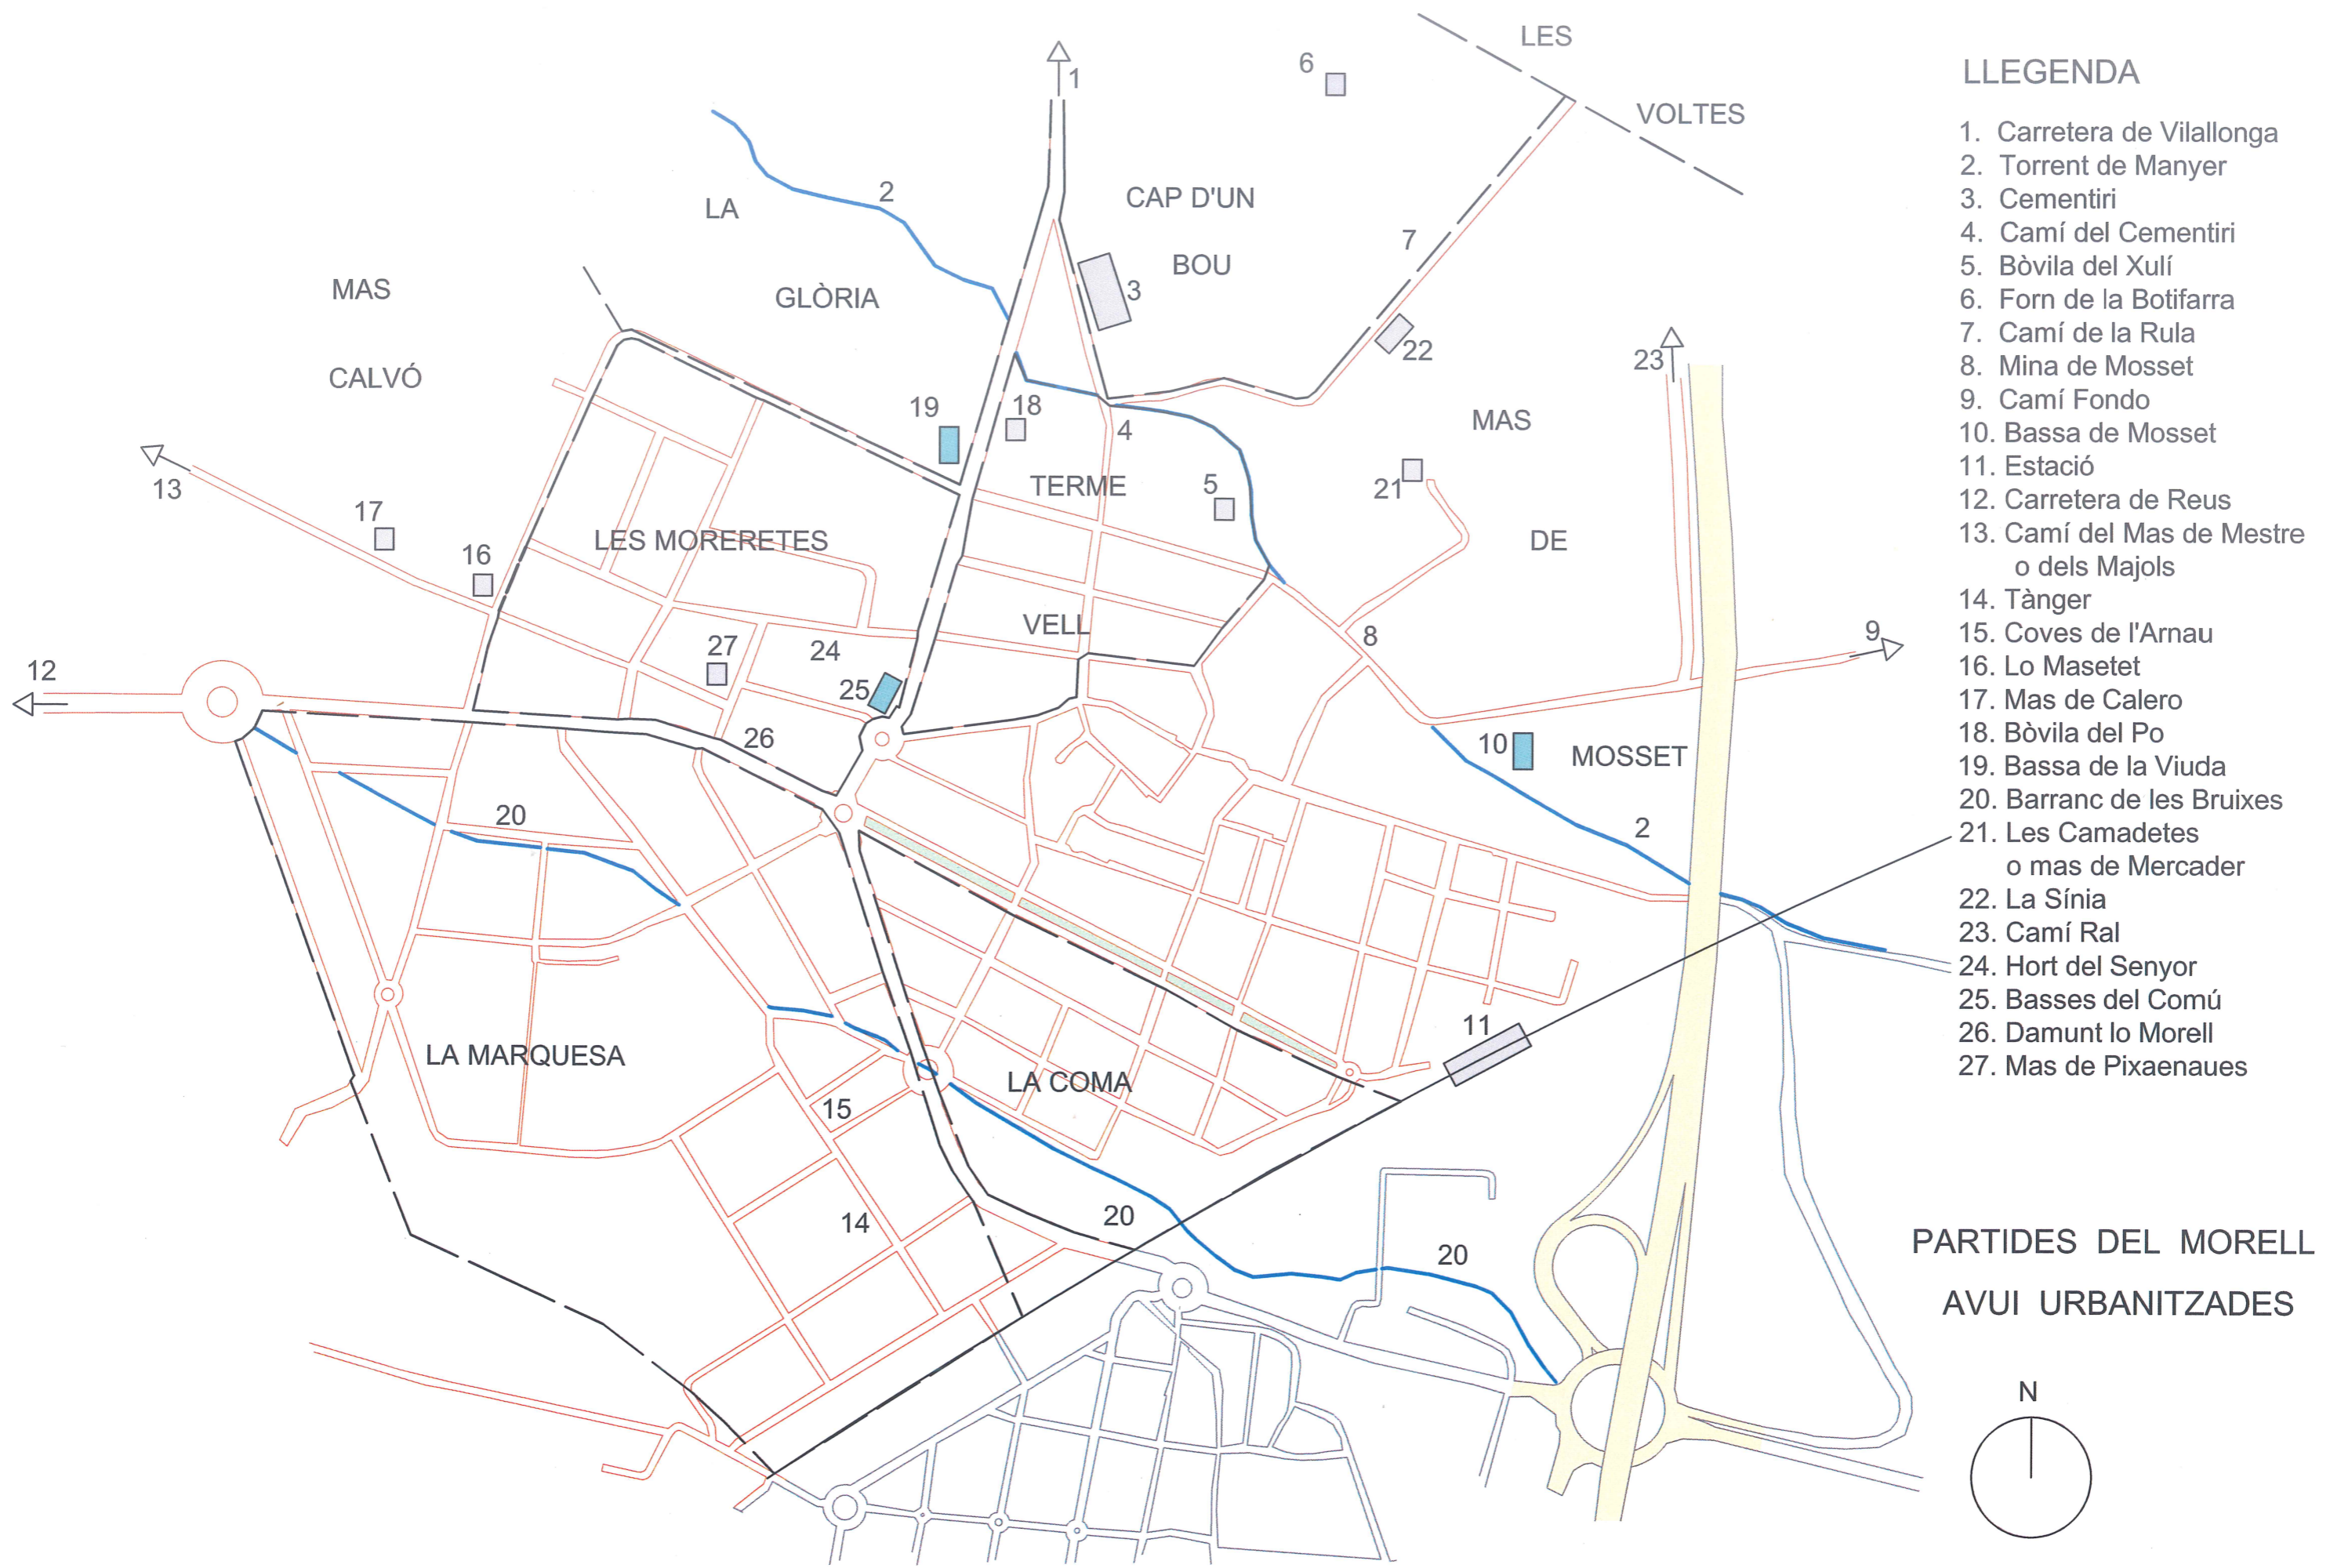 LES
6
1
VOLTES
2
LA
CAP D'UN
7
BOU
MAS
GLÒRIA
3
22
23
CALVÓ
19
18
4
MAS
13
TERME
5
21
17
LES MORERETES
DE
16
VELL
8
9
27
24
12
25
26
10
MOSSET
20
2
11
LA MARQUESA
LA COMA
15
14
20
20
LLEGENDA
1. Carretera de Vilallonga
2. Torrent de Manyer
3. Cementiri
4. Camí del Cementiri
5. Bòvila del Xulí
6. Forn de la Botifarra
7. Camí de la Rula
8. Mina de Mosset
9. Camí Fondo
10. Bassa de Mosset
11. Estació
12. Carretera de Reus
13. Camí del Mas de Mestre
o dels Majols
14. Tànger
15. Coves de l'Arnau
16. Lo Masetet
17. Mas de Calero
18. Bòvila del Po
19. Bassa de la Viuda
20. Barranc de les Bruixes
21. Les Camadetes
o mas de Mercader
22. La Sínia
23. Camí Ral
24. Hort del Senyor
25. Basses del Comú
26. Damunt lo Morell
27. Mas de Pixaenaues
PARTIDES DEL MORELL
AVUI URBANITZADES
N